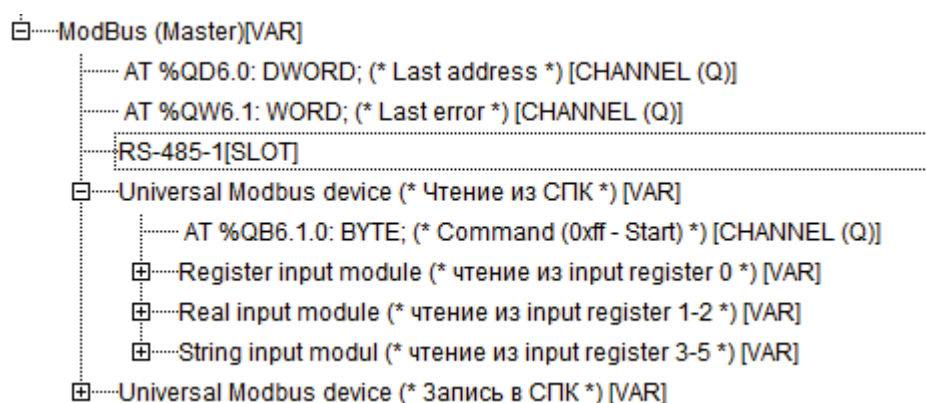 ModBus (Master)[VAR]
AT %QD6.0: DWORD; (* Last address *) [CHANNEL (Q)]
AT %QW6.1: WORD; (* Last error *) [CHANNEL (Q)]
RS-485-1[SLOT]
Universal Modbus device (* Чтение из СПК *) [VAR]
AT %QB6.1.0: BYTE; (* Command (0xff - Start) *) [CHANNEL (Q)]
Register input module (* чтение из input register 0 *) [VAR]
Real input module (* чтение из input register 1-2 *) [VAR]
String input modul (* чтение из input register 3-5 *) [VAR]
Universal Modbus device (* Запись в СПК *) [VAR]